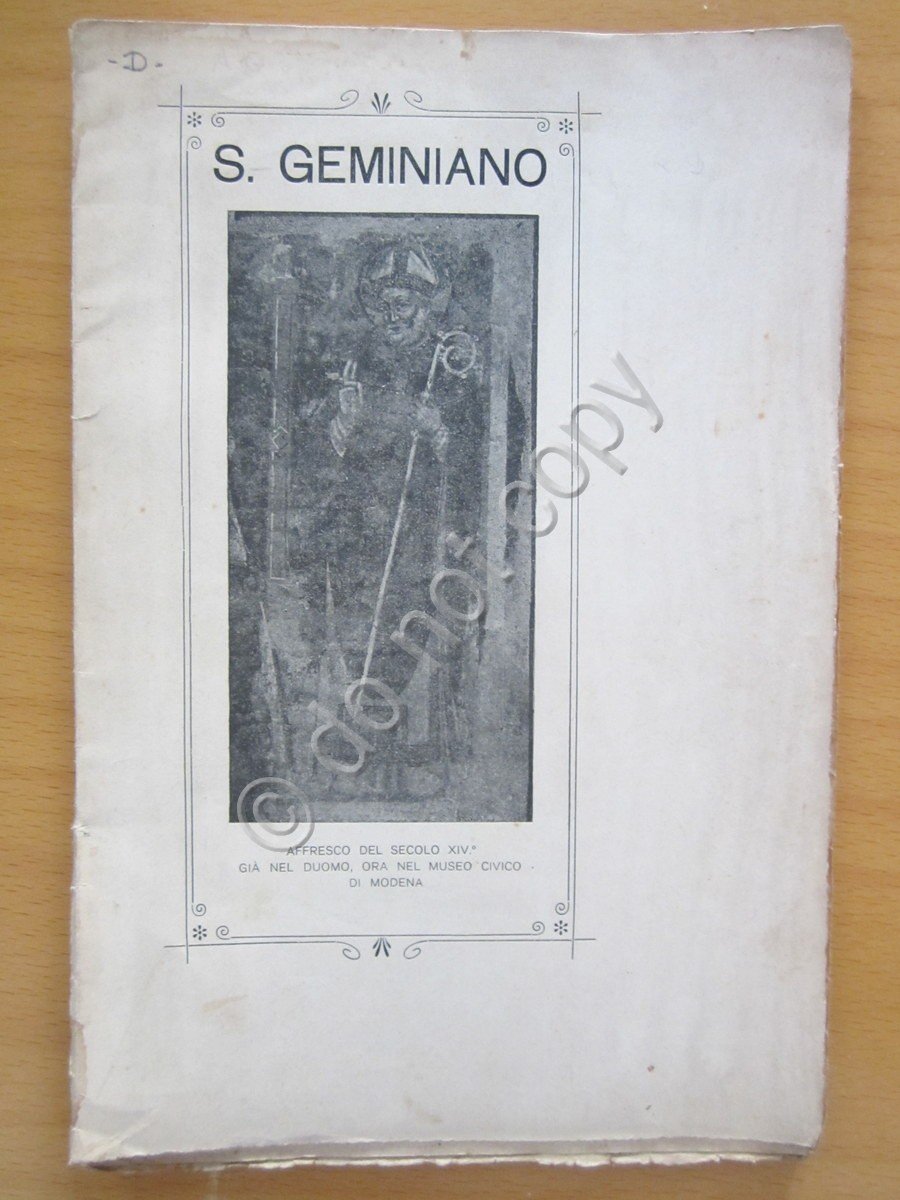 - D -
S. GEMINIANO
© do not copy
AFFRESCO DEL SECOLO XIV.º
GIÀ NEL DUOMO, ORA NEL MUSEO CIVICO
DI MODENA